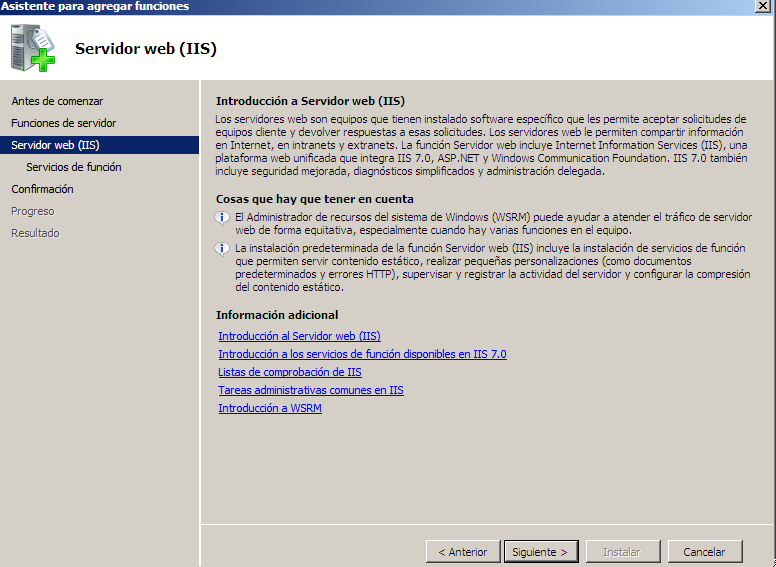 Asistente para agregar funciones
Servidor web (IIS)
Antes de comenzar
Funciones de servidor
Servidor web (IIS)
Servicios de función
Confirmación
Progreso
Resultado
Introducción a Servidor web (IIS)
Los servidores web son equipos que tienen instalado software específico que les permite aceptar solicitudes de
equipos cliente y devolver respuestas a esas solicitudes. Los servidores web le permiten compartir información
en Internet, en intranets y extranets. La función Servidor web incluye Internet Information Services (IIS), una
plataforma web unificada que integra IIS 7.0, ASP.NET y Windows Communication Foundation. IIS 7.0 también
incluye seguridad mejorada, diagnósticos simplificados y administración delegada.
Cosas que hay que tener en cuenta
El Administrador de recursos del sistema de Windows (WSRM) puede ayudar a atender el tráfico de servidor
web de forma equitativa, especialmente cuando hay varias funciones en el equipo.
La instalación predeterminada de la función Servidor web (IIS) incluye la instalación de servicios de función
que permiten servir contenido estático, realizar pequeñas personalizaciones (como documentos
predeterminados y errores HTTP), supervisar y registrar la actividad del servidor y configurar la compresión
del contenido estático.
Información adicional
Introducción al Servidor web (IIS)
Introducción a los servicios de función disponibles en IIS 7.0
Listas de comprobación de IIS
Tareas administrativas comunes en IIS
Introducción a WSRM
< Anterior
Siguiente >
Instalar
Cancelar